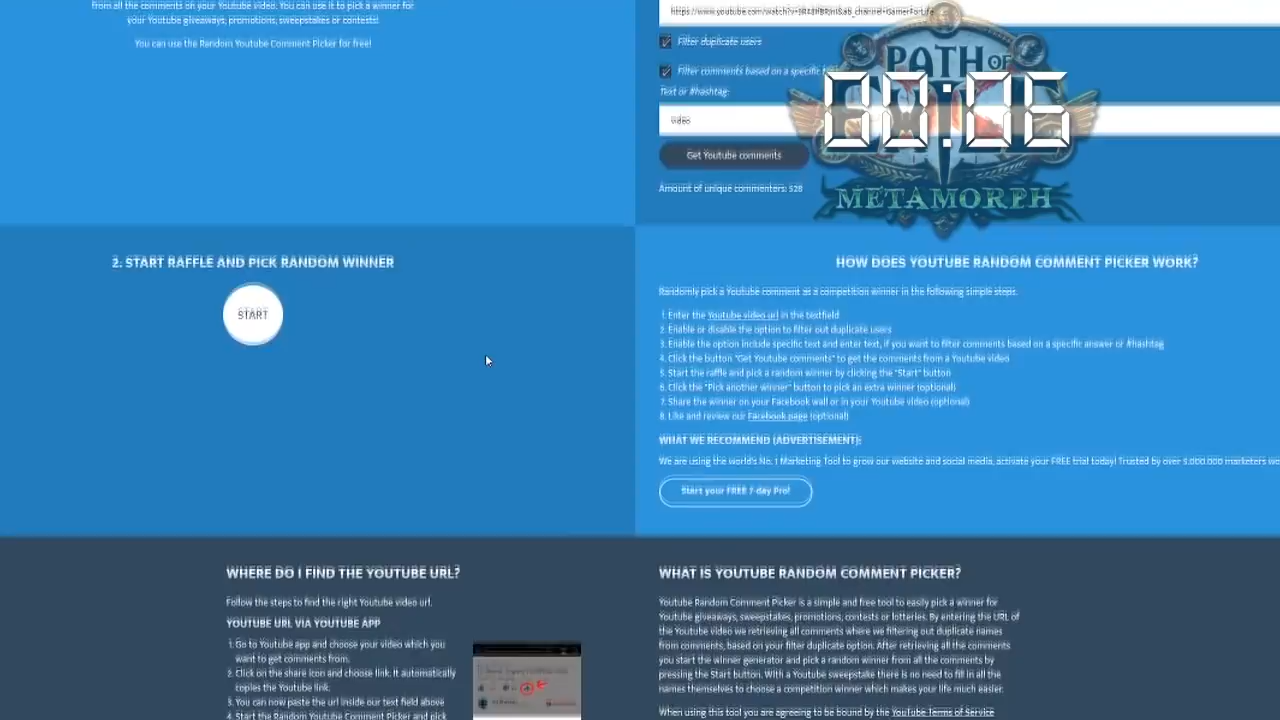 from all the comments on your Youtube video. You can use it to pick a winner for
your Youtube giveaways, promotions, sweepstakes or contests!
You can use the Random Youtube Comment Picker for free!
Filter duplicate users
Filter comments based on a specific
Text or #hashtag:
video
Get Youtube comments
Amount of unique commenters: 528
PATH OF
00:06
METAMORPH
2. START RAFFLE AND PICK RANDOM WINNER
START
HOW DOES YOUTUBE RANDOM COMMENT PICKER WORK?
Randomly pick a Youtube comment as a competition winner in the following simple steps.
1. Enter the Youtube video url in the textfield
2. Enable or disable the option to filter out duplicate users
3. Enable the option include specific text and enter text, if you want to filter comments based on a specific answer or #hashtag
4. Click the button "Get Youtube comments" to get the comments from a Youtube video
5. Start the raffle and pick a random winner by clicking the "Start" button
6. Click the "Pick another winner" button to pick an extra winner (optional)
7. Share the winner on your Facebook wall or in your Youtube video (optional)
8. Like and review our Facebook page (optional)
WHAT WE RECOMMEND (ADVERTISEMENT):
We are using the world's No. 1 Marketing Tool to grow our website and social media, activate your FREE trial today! Trusted by over 5.000.000 marketers
Start your FREE 7-day Pro!
WHERE DO I FIND THE YOUTUBE URL?
Follow the steps to find the right Youtube video url.
YOUTUBE URL VIA YOUTUBE APP
1. Go to Youtube app and choose your video which you
want to get comments from.
2. Click on the share icon and choose link. It automatically
copies the Youtube link.
3. You can now paste the url inside our text field above
4. Start the Random Youtube Comment Picker and pick
WHAT IS YOUTUBE RANDOM COMMENT PICKER?
Youtube Random Comment Picker is a simple and free tool to easily pick a winner for
Youtube giveaways, sweepstakes, promotions, contests or lotteries. By entering the URL of
the Youtube video we retrieving all comments where we filtering out duplicate names
from comments, based on your filter duplicate option. After retrieving all the comments
you start the winner generator and pick a random winner from all the comments by
pressing the Start button. With a Youtube sweepstake there is no need to fill in all the
names themselves to choose a competition winner which makes your life much easier.
When using this tool you are agreeing to be bound by the YouTube Terms of Service